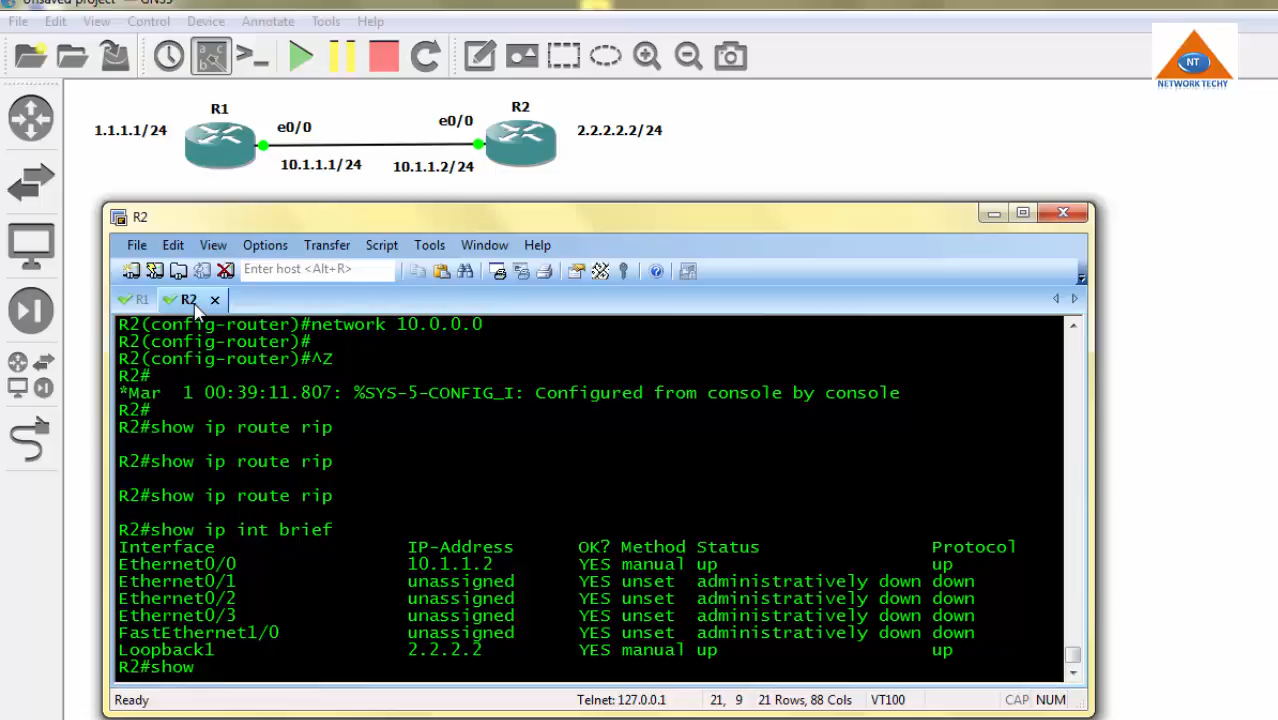 Unsaved project — GNS3
File Edit View Control Device Annotate Tools Help
NT
NETWORK TECHY
R1
R2
1.1.1.1/24
e0/0
e0/0
2.2.2.2.2/24
10.1.1.1/24
10.1.1.2/24
R2
File Edit View Options Transfer Script Tools Window Help
Enter host <Alt+R>
R1 R2
R2(config-router)#network 10.0.0.0
R2(config-router)#
R2(config-router)#^Z
R2#
*Mar  1 00:39:11.807: %SYS-5-CONFIG_I: Configured from console by console
R2#
R2#show ip route rip
R2#show ip route rip
R2#show ip route rip
R2#show ip int brief
Interface IP-Address OK? Method Status Protocol
Ethernet0/0 10.1.1.2 YES manual up up
Ethernet0/1 unassigned YES unset administratively down down
Ethernet0/2 unassigned YES unset administratively down down
Ethernet0/3 unassigned YES unset administratively down down
FastEthernet1/0 unassigned YES unset administratively down down
Loopback1 2.2.2.2 YES manual up up
R2#show
Ready Telnet: 127.0.0.1 21, 9 21 Rows, 88 Cols VT100 CAP NUM